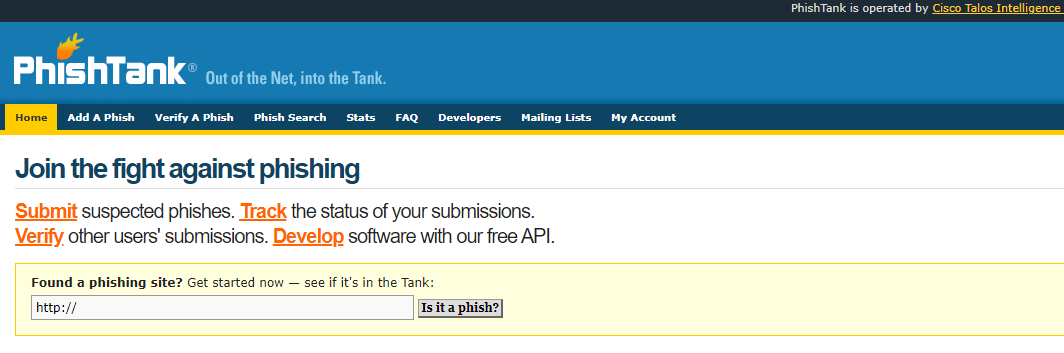 PhishTank is operated by Cisco Talos Intelligence
PhishTank® Out of the Net, into the Tank.
Home Add A Phish Verify A Phish Phish Search Stats FAQ Developers Mailing Lists My Account
Join the fight against phishing
Submit suspected phishes. Track the status of your submissions.
Verify other users' submissions. Develop software with our free API.
Found a phishing site? Get started now — see if it's in the Tank:
http:// Is it a phish?